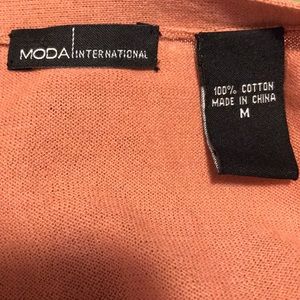 MODA INTERNATIONAL
100% COTTON
MADE IN CHINA
M